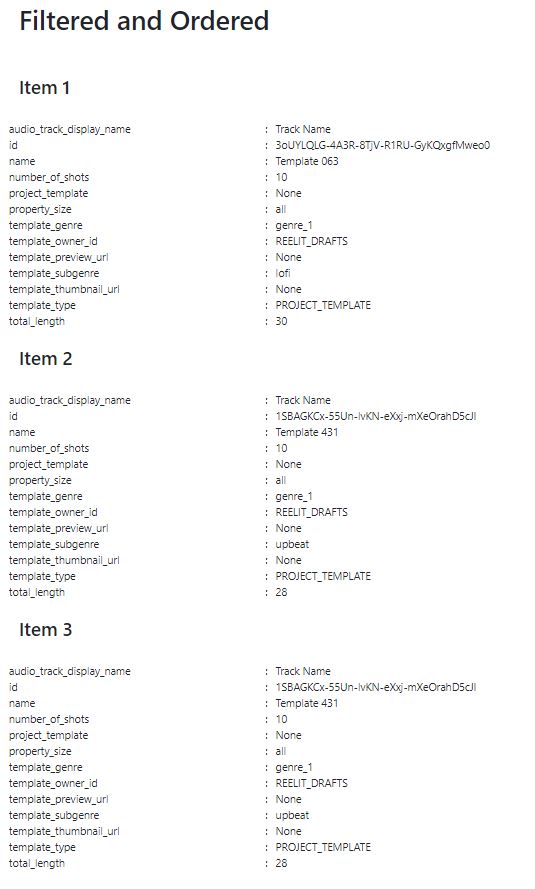 Filtered and Ordered
Item 1
audio_track_display_name : Track Name
id : 3oUYLQLG-4A3R-8TjV-R1RU-GyKQxgfMweo0
name : Template 063
number_of_shots : 10
project_template : None
property_size : all
template_genre : genre_1
template_owner_id : REELIT_DRAFTS
template_preview_url : None
template_subgenre : lofi
template_thumbnail_url : None
template_type : PROJECT_TEMPLATE
total_length : 30
Item 2
audio_track_display_name : Track Name
id : 1SBAGKCx-55Un-lvKN-eXxj-mXeOrahD5cJl
name : Template 431
number_of_shots : 10
project_template : None
property_size : all
template_genre : genre_1
template_owner_id : REELIT_DRAFTS
template_preview_url : None
template_subgenre : upbeat
template_thumbnail_url : None
template_type : PROJECT_TEMPLATE
total_length : 28
Item 3
audio_track_display_name : Track Name
id : 1SBAGKCx-55Un-lvKN-eXxj-mXeOrahD5cJl
name : Template 431
number_of_shots : 10
project_template : None
property_size : all
template_genre : genre_1
template_owner_id : REELIT_DRAFTS
template_preview_url : None
template_subgenre : upbeat
template_thumbnail_url : None
template_type : PROJECT_TEMPLATE
total_length : 28